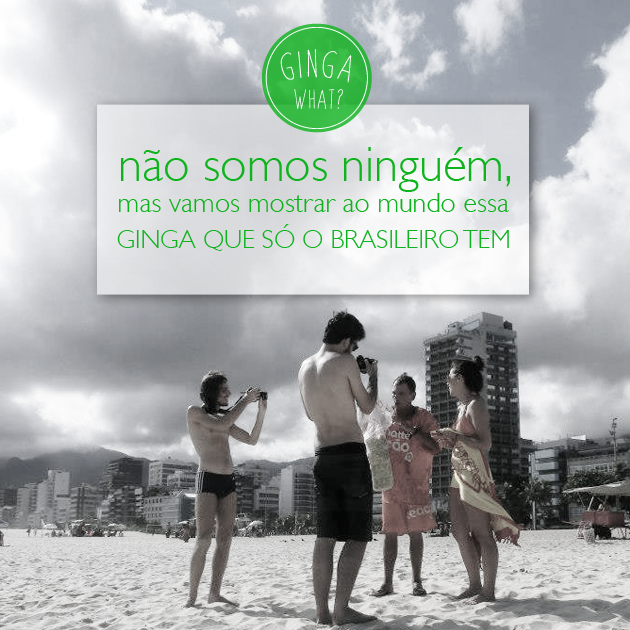 GINGA
WHAT?
não somos ninguém,
mas vamos mostrar ao mundo essa
GINGA QUE SÓ O BRASILEIRO TEM